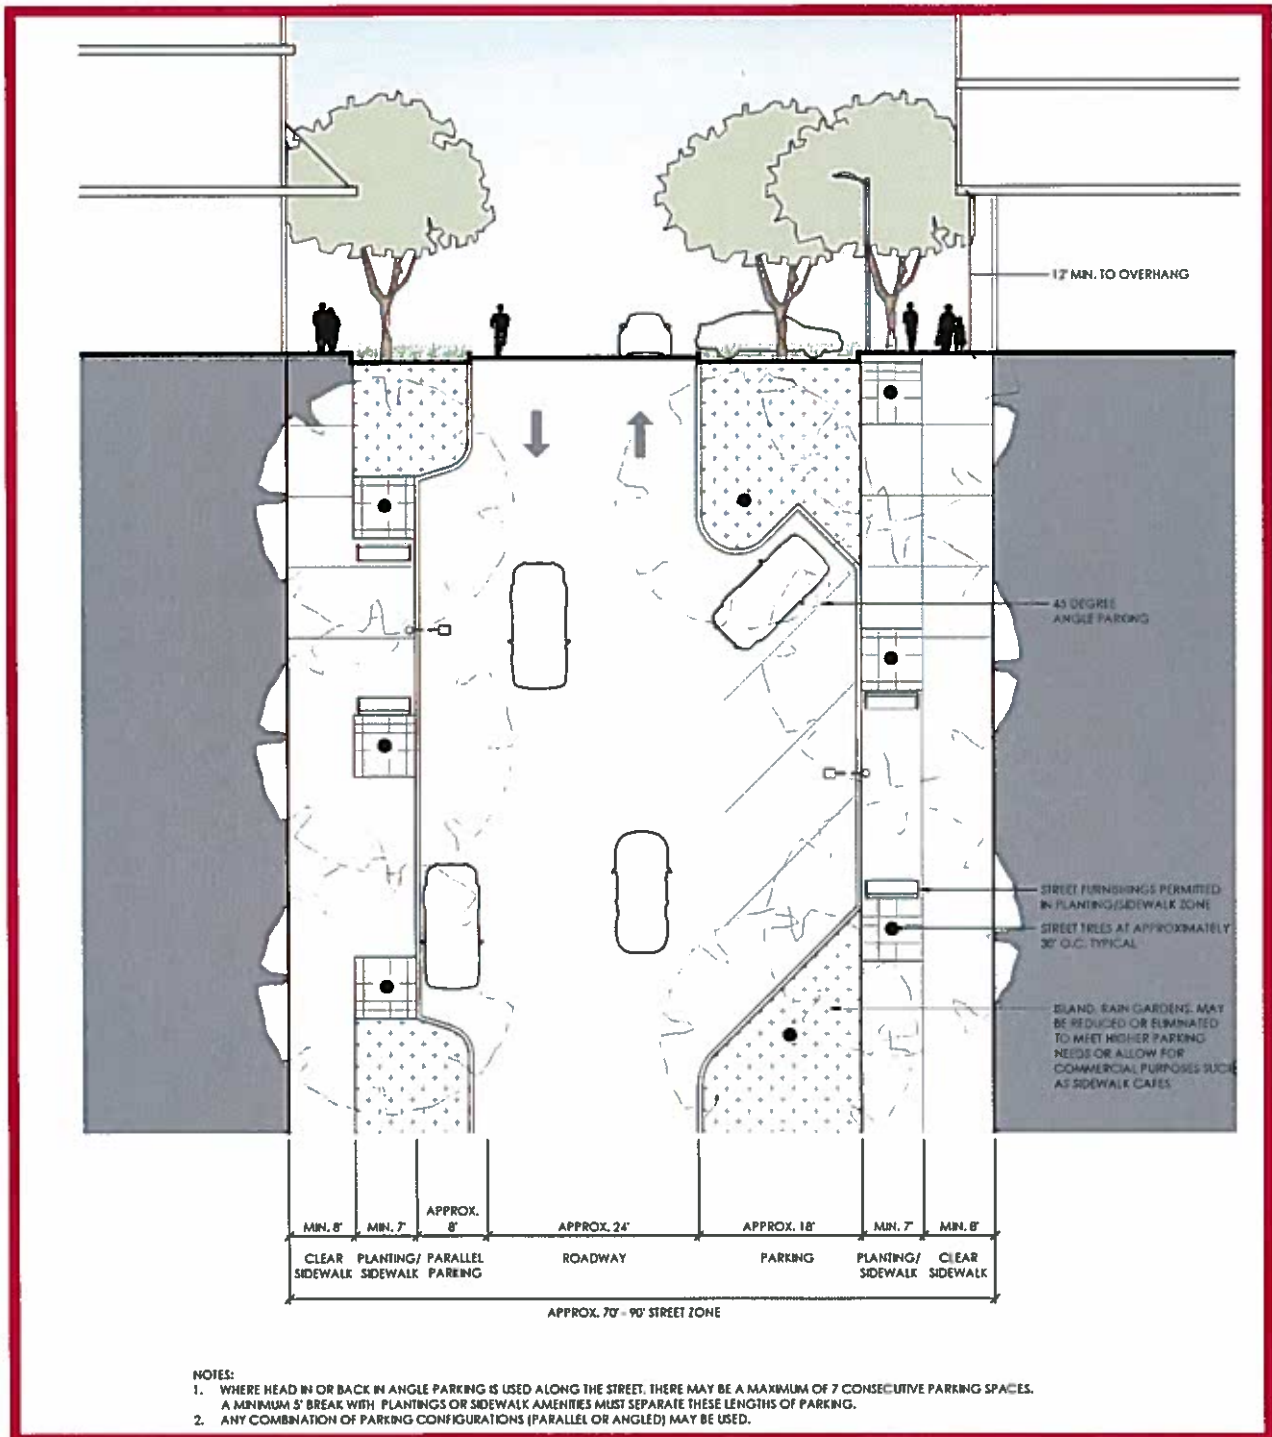 12' MIN. TO OVERHANG
45 DEGREE
ANGLE PARKING
STREET FURNISHINGS PERMITTED
IN PLANTING/SIDEWALK ZONE
STREET TREES AT APPROXIMATELY
30' O.C. TYPICAL
ISLAND, RAIN GARDENS, MAY
BE REDUCED OR ELIMINATED
TO MEET HIGHER PARKING
NEEDS OR ALLOW FOR
COMMERCIAL PURPOSES SUCH
AS SIDEWALK CAFES
MIN. 8' MIN. 7' APPROX. 8' APPROX. 24' APPROX. 18' MIN. 7' MIN. 8'
CLEAR SIDEWALK
PLANTING/ SIDEWALK
PARALLEL PARKING
ROADWAY
PARKING
PLANTING/ SIDEWALK
CLEAR SIDEWALK
APPROX. 70' - 90' STREET ZONE
NOTES:
1. WHERE HEAD IN OR BACK IN ANGLE PARKING IS USED ALONG THE STREET, THERE MAY BE A MAXIMUM OF 7 CONSECUTIVE PARKING SPACES.
A MINIMUM 5' BREAK WITH PLANTINGS OR SIDEWALK AMENITIES MUST SEPARATE THESE LENGTHS OF PARKING.
2. ANY COMBINATION OF PARKING CONFIGURATIONS (PARALLEL OR ANGLED) MAY BE USED.